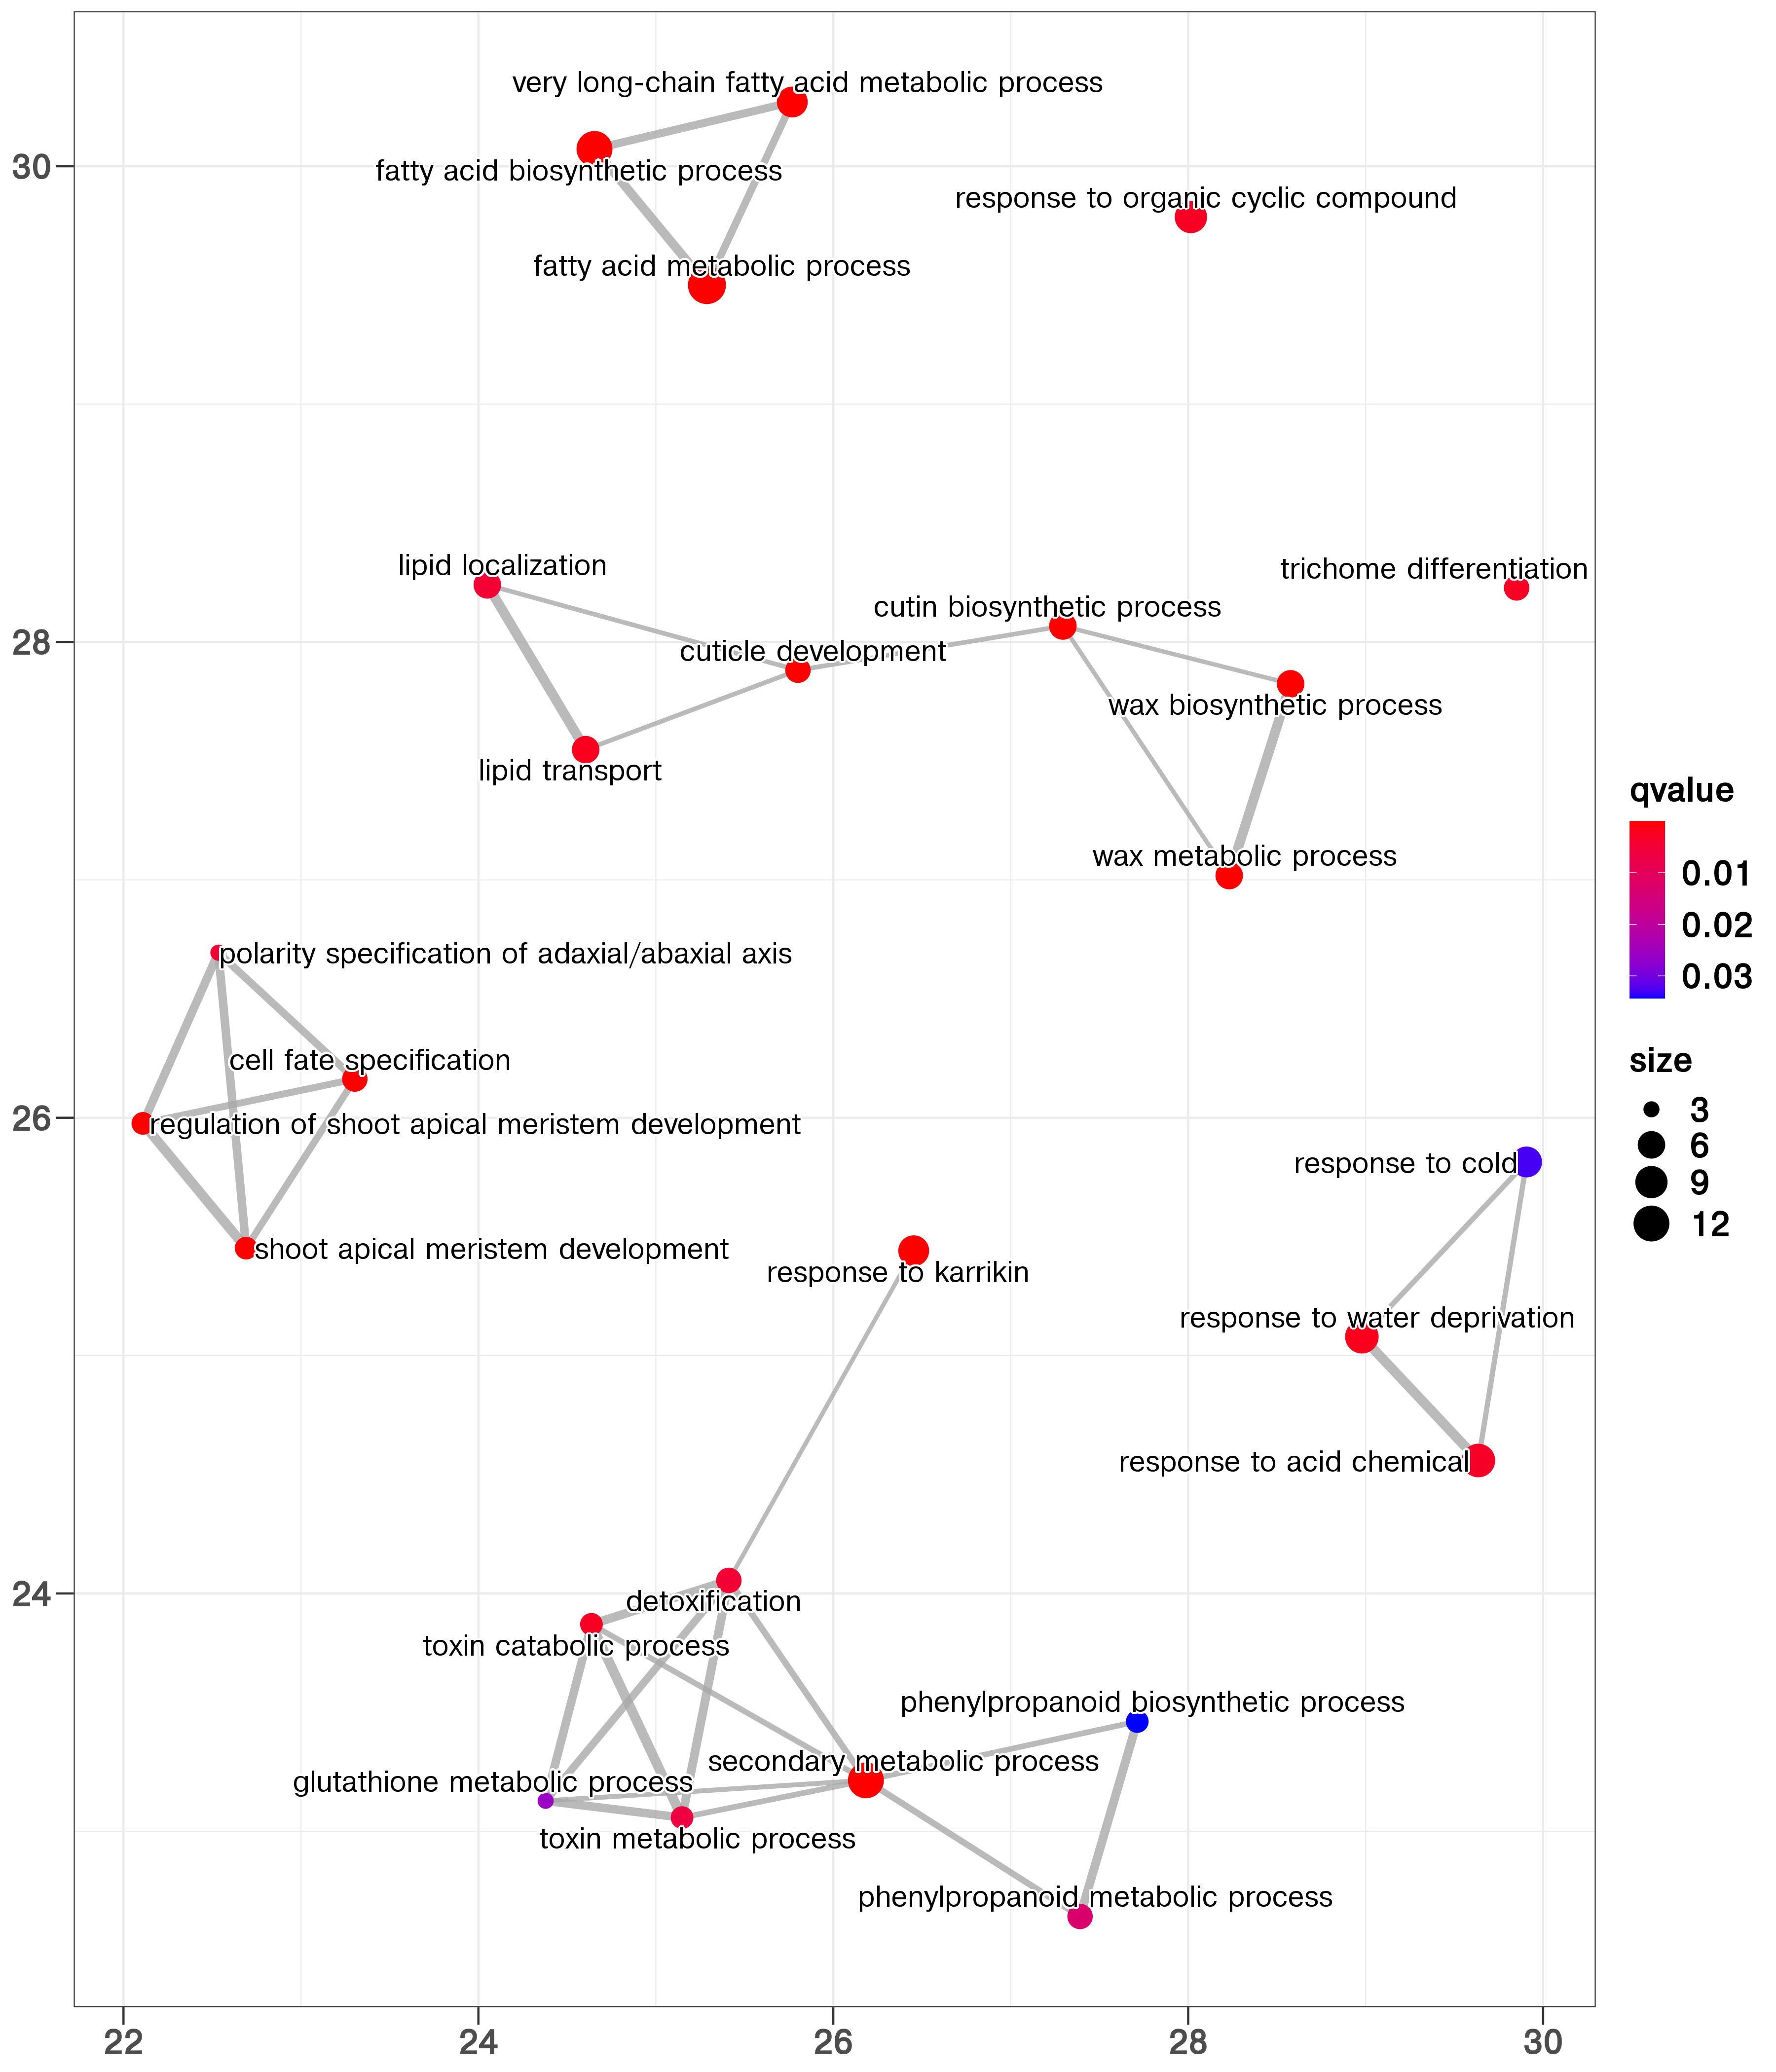 very long-chain fatty acid metabolic process
30
fatty acid biosynthetic process
response to organic cyclic compound
fatty acid metabolic process
lipid localization
trichome differentiation
cutin biosynthetic process
28
cuticle development
wax biosynthetic process
lipid transport
qvalue
wax metabolic process
0.01
0.02
0.03
polarity specification of adaxial/abaxial axis
cell fate specification
size
3
26
regulation of shoot apical meristem development
6
response to cold
9
12
shoot apical meristem development
response to karrikin
response to water deprivation
response to acid chemical
24
detoxification
toxin catabolic process
phenylpropanoid biosynthetic process
secondary metabolic process
glutathione metabolic process
toxin metabolic process
phenylpropanoid metabolic process
22
24
26
28
30